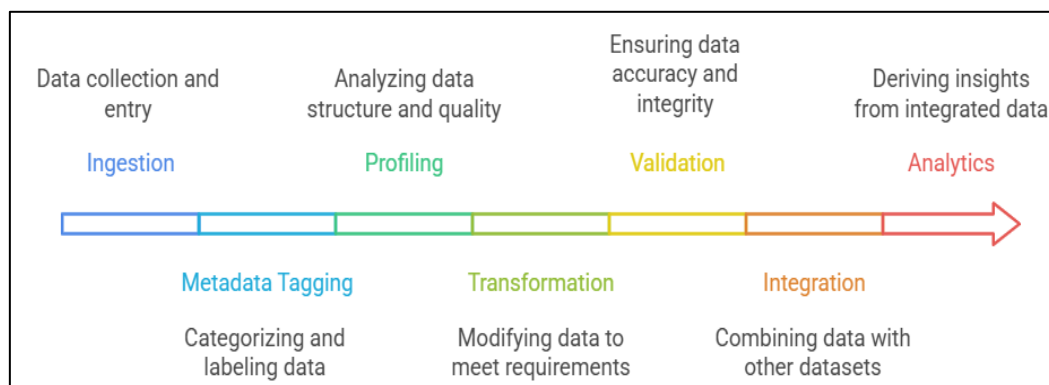 Data collection and
entry
Ingestion
Analyzing data
structure and quality
Profiling
Ensuring data
accuracy and
integrity
Validation
Deriving insights
from integrated data
Analytics
Metadata Tagging
Categorizing and
labeling data
Transformation
Modifying data to
meet requirements
Integration
Combining data with
other datasets